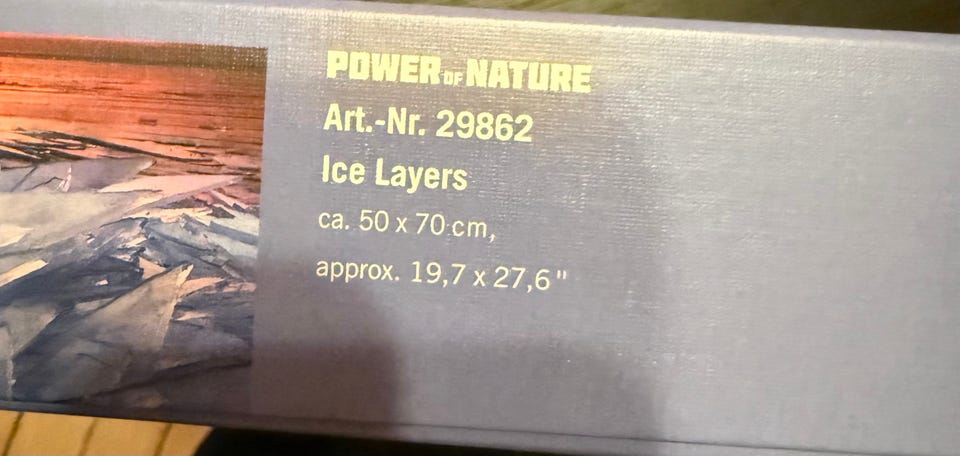 POWER OF NATURE
Art.-Nr. 29862
Ice Layers
ca. 50 x 70 cm,
approx. 19,7 x 27,6"